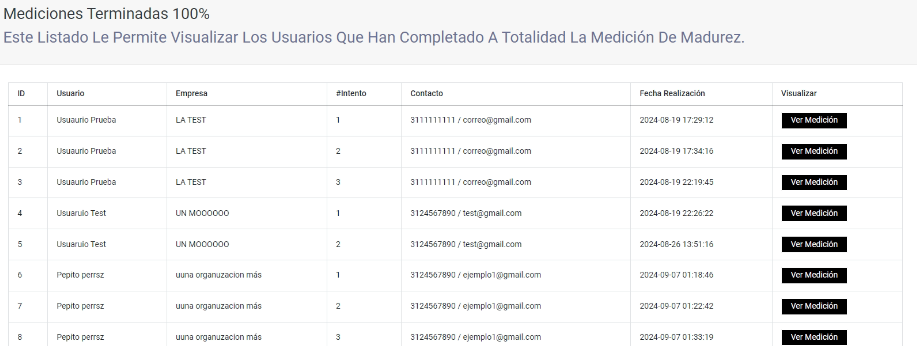 Mediciones Terminadas 100%
Este Listado Le Permite Visualizar Los Usuarios Que Han Completado A Totalidad La Medición De Madurez.
ID Usuario Empresa #Intento Contacto Fecha Realización Visualizar
1 Usuaurio Prueba LA TEST 1 3111111111 / correo@gmail.com 2024-08-19 17:29:12 Ver Medición
2 Usuaurio Prueba LA TEST 2 3111111111 / correo@gmail.com 2024-08-19 17:34:16 Ver Medición
3 Usuaurio Prueba LA TEST 3 3111111111 / correo@gmail.com 2024-08-19 22:19:45 Ver Medición
4 Usuaruio Test UN MOOOOOO 1 3124567890 / test@gmail.com 2024-08-19 22:26:22 Ver Medición
5 Usuaruio Test UN MOOOOOO 2 3124567890 / test@gmail.com 2024-08-26 13:51:16 Ver Medición
6 Pepito perrsz uuna organuzacion más 1 3124567890 / ejemplo1@gmail.com 2024-09-07 01:18:46 Ver Medición
7 Pepito perrsz uuna organuzacion más 2 3124567890 / ejemplo1@gmail.com 2024-09-07 01:22:42 Ver Medición
8 Pepito perrsz uuna organuzacion más 3 3124567890 / ejemplo1@gmail.com 2024-09-07 01:33:19 Ver Medición